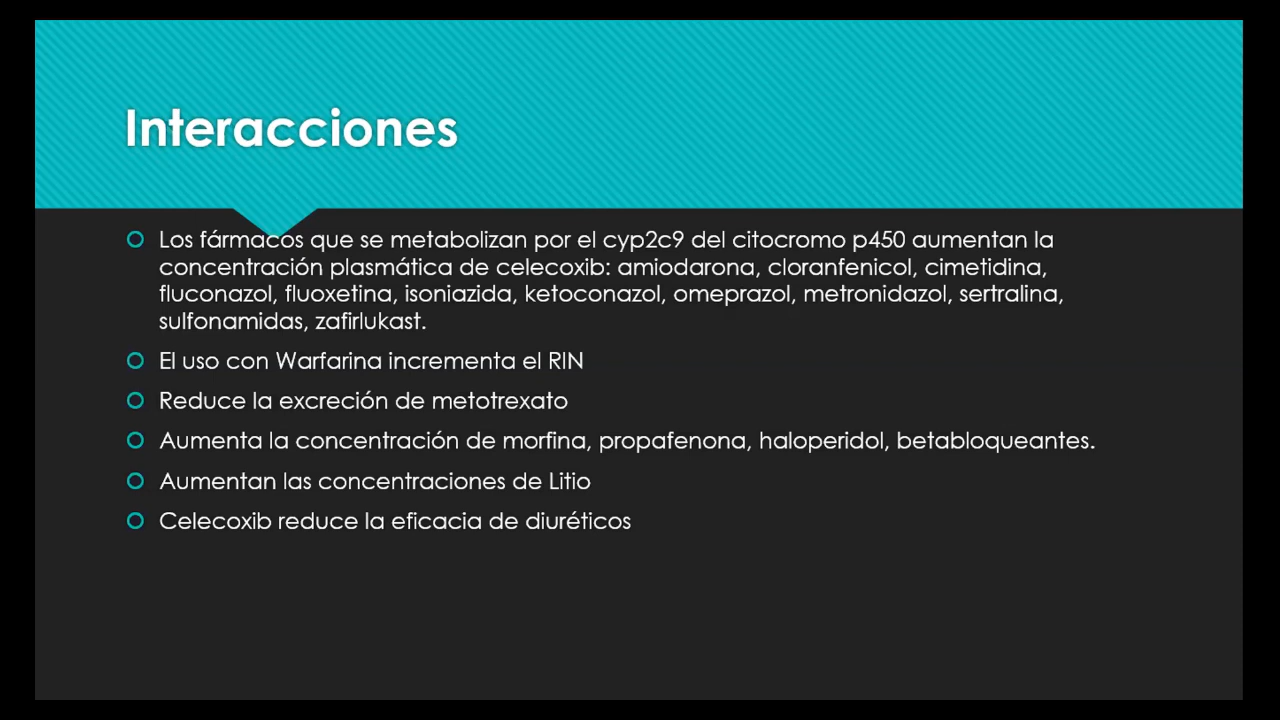 Interacciones
Los fármacos que se metabolizan por el cyp2c9 del citocromo p450 aumentan la
concentración plasmática de celecoxib: amiodarona, cloranfenicol, cimetidina,
fluconazol, fluoxetina, isoniazida, ketoconazol, omeprazol, metronidazol, sertralina,
sulfonamidas, zafirlukast.
El uso con Warfarina incrementa el RIN
Reduce la excreción de metotrexato
Aumenta la concentración de morfina, propafenona, haloperidol, betabloqueantes.
Aumentan las concentraciones de Litio
Celecoxib reduce la eficacia de diuréticos